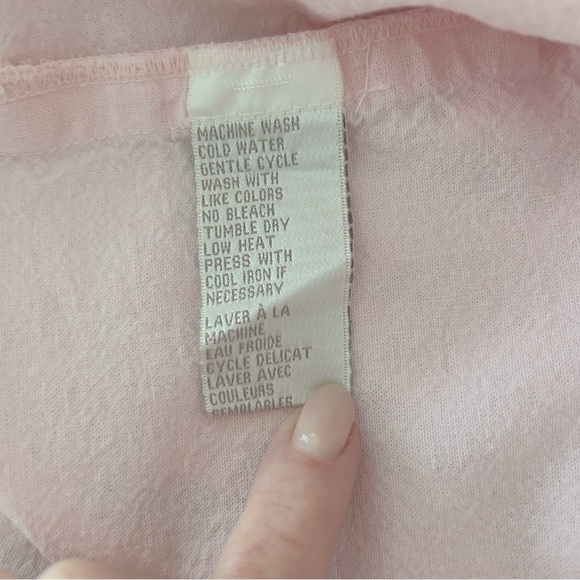 MACHINE WASH
COLD WATER
GENTLE CYCLE
WASH WITH
LIKE COLORS
NO BLEACH
TUMBLE DRY
LOW HEAT
PRESS WITH
COOL IRON IF
NECESSARY
LAVER À LA
MACHINE
EAU FROIDE
CYCLE DELICAT
LAVER AVEC
COULEURS
SEMBLABLES